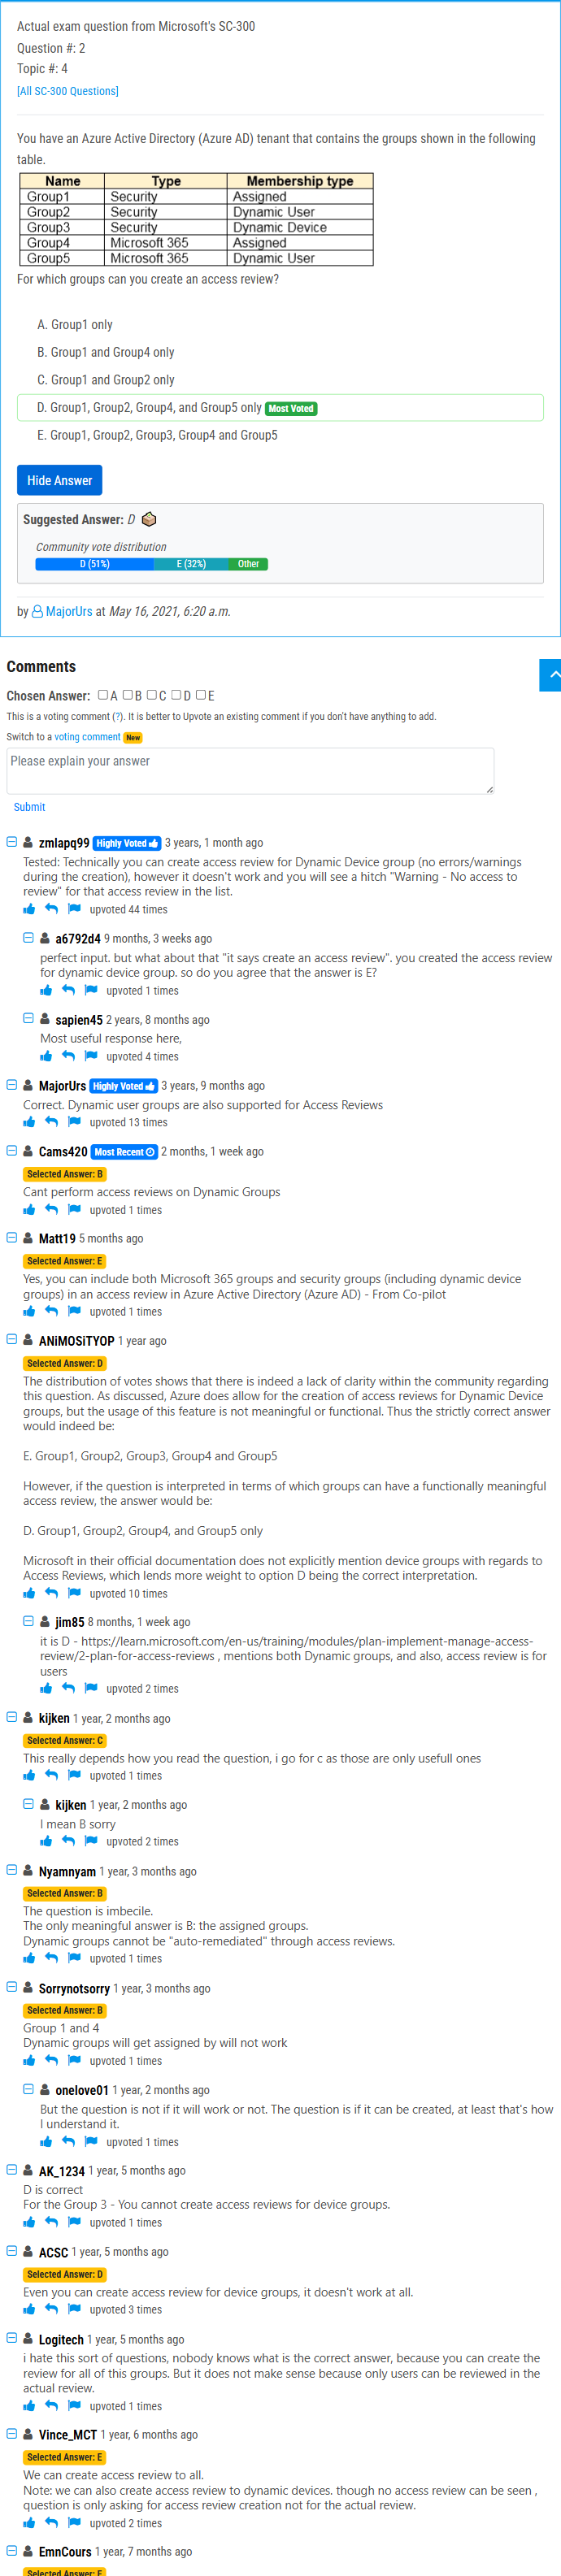 Actual exam question from Microsoft's SC-300
Question #: 2
Topic #: 4
[All SC-300 Questions]
You have an Azure Active Directory (Azure AD) tenant that contains the groups shown in the following
table.
Name Type Membership type
Group1 Security Assigned
Group2 Security Dynamic User
Group3 Security Dynamic Device
Group4 Microsoft 365 Assigned
Group5 Microsoft 365 Dynamic User
For which groups can you create an access review?
A. Group1 only
B. Group1 and Group4 only
C. Group1 and Group2 only
D. Group1, Group2, Group4, and Group5 only Most Voted
E. Group1, Group2, Group3, Group4 and Group5
Hide Answer
Suggested Answer: D
Community vote distribution
D (51%) E (32%) Other
by MajorUrs at May 16, 2021, 6:20 a.m.
Comments
Chosen Answer: A B C D E
This is a voting comment (?). It is better to Upvote an existing comment if you don't have anything to add.
Switch to a voting comment New
Please explain your answer
Submit
zmlapq99 Highly Voted 3 years, 1 month ago
Tested: Technically you can create access review for Dynamic Device group (no errors/warnings
during the creation), however it doesn't work and you will see a hitch "Warning - No access to
review" for that access review in the list.
upvoted 44 times
a6792d4 9 months, 3 weeks ago
perfect input. but what about that "it says create an access review". you created the access review
for dynamic device group. so do you agree that the answer is E?
upvoted 1 times
sapien45 2 years, 8 months ago
Most useful response here,
upvoted 4 times
MajorUrs Highly Voted 3 years, 9 months ago
Correct. Dynamic user groups are also supported for Access Reviews
upvoted 13 times
Cams420 Most Recent 2 months, 1 week ago
Selected Answer: B
Cant perform access reviews on Dynamic Groups
upvoted 1 times
Matt19 5 months ago
Selected Answer: E
Yes, you can include both Microsoft 365 groups and security groups (including dynamic device
groups) in an access review in Azure Active Directory (Azure AD) - From Co-pilot
upvoted 1 times
ANiMOSiTYOP 1 year ago
Selected Answer: D
The distribution of votes shows that there is indeed a lack of clarity within the community regarding
this question. As discussed, Azure does allow for the creation of access reviews for Dynamic Device
groups, but the usage of this feature is not meaningful or functional. Thus the strictly correct answer
would indeed be:
E. Group1, Group2, Group3, Group4 and Group5
However, if the question is interpreted in terms of which groups can have a functionally meaningful
access review, the answer would be:
D. Group1, Group2, Group4, and Group5 only
Microsoft in their official documentation does not explicitly mention device groups with regards to
Access Reviews, which lends more weight to option D being the correct interpretation.
upvoted 10 times
jim85 8 months, 1 week ago
it is D - https://learn.microsoft.com/en-us/training/modules/plan-implement-manage-access-
review/2-plan-for-access-reviews , mentions both Dynamic groups, and also, access review is for
users
upvoted 2 times
kijken 1 year, 2 months ago
Selected Answer: C
This really depends how you read the question, i go for c as those are only usefull ones
upvoted 1 times
kijken 1 year, 2 months ago
I mean B sorry
upvoted 2 times
Nyamnyam 1 year, 3 months ago
Selected Answer: B
The question is imbecile.
The only meaningful answer is B: the assigned groups.
Dynamic groups cannot be "auto-remediated" through access reviews.
upvoted 1 times
Sorrynotsorry 1 year, 3 months ago
Selected Answer: B
Group 1 and 4
Dynamic groups will get assigned by will not work
upvoted 1 times
onelove01 1 year, 2 months ago
But the question is not if it will work or not. The question is if it can be created, at least that's how
I understand it.
upvoted 1 times
AK_1234 1 year, 5 months ago
D is correct
For the Group 3 - You cannot create access reviews for device groups.
upvoted 1 times
ACSC 1 year, 5 months ago
Selected Answer: D
Even you can create access review for device groups, it doesn't work at all.
upvoted 3 times
Logitech 1 year, 5 months ago
i hate this sort of questions, nobody knows what is the correct answer, because you can create the
review for all of this groups. But it does not make sense because only users can be reviewed in the
actual review.
upvoted 1 times
Vince_MCT 1 year, 6 months ago
Selected Answer: E
We can create access review to all.
Note: we can also create access review to dynamic devices. though no access review can be seen ,
question is only asking for access review creation not for the actual review.
upvoted 2 times
EmnCours 1 year, 7 months ago
Selected Answer: E